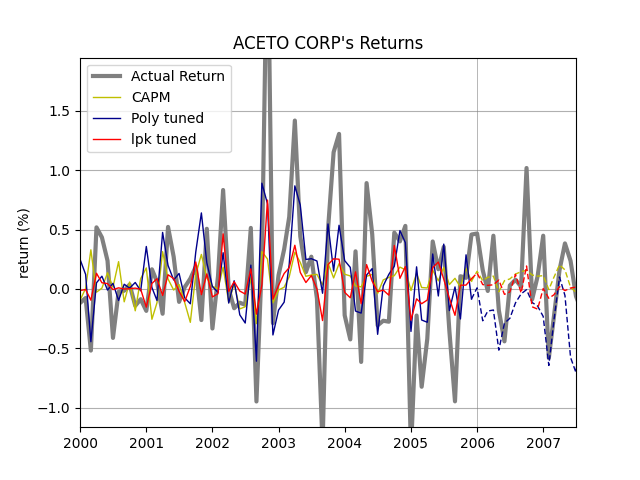 ACETO CORP's Returns
Actual Return
CAPM
Poly tuned
lpk tuned
return (%)
1.5
1.0
0.5
0.0
−0.5
−1.0
2000 2001 2002 2003 2004 2005 2006 2007